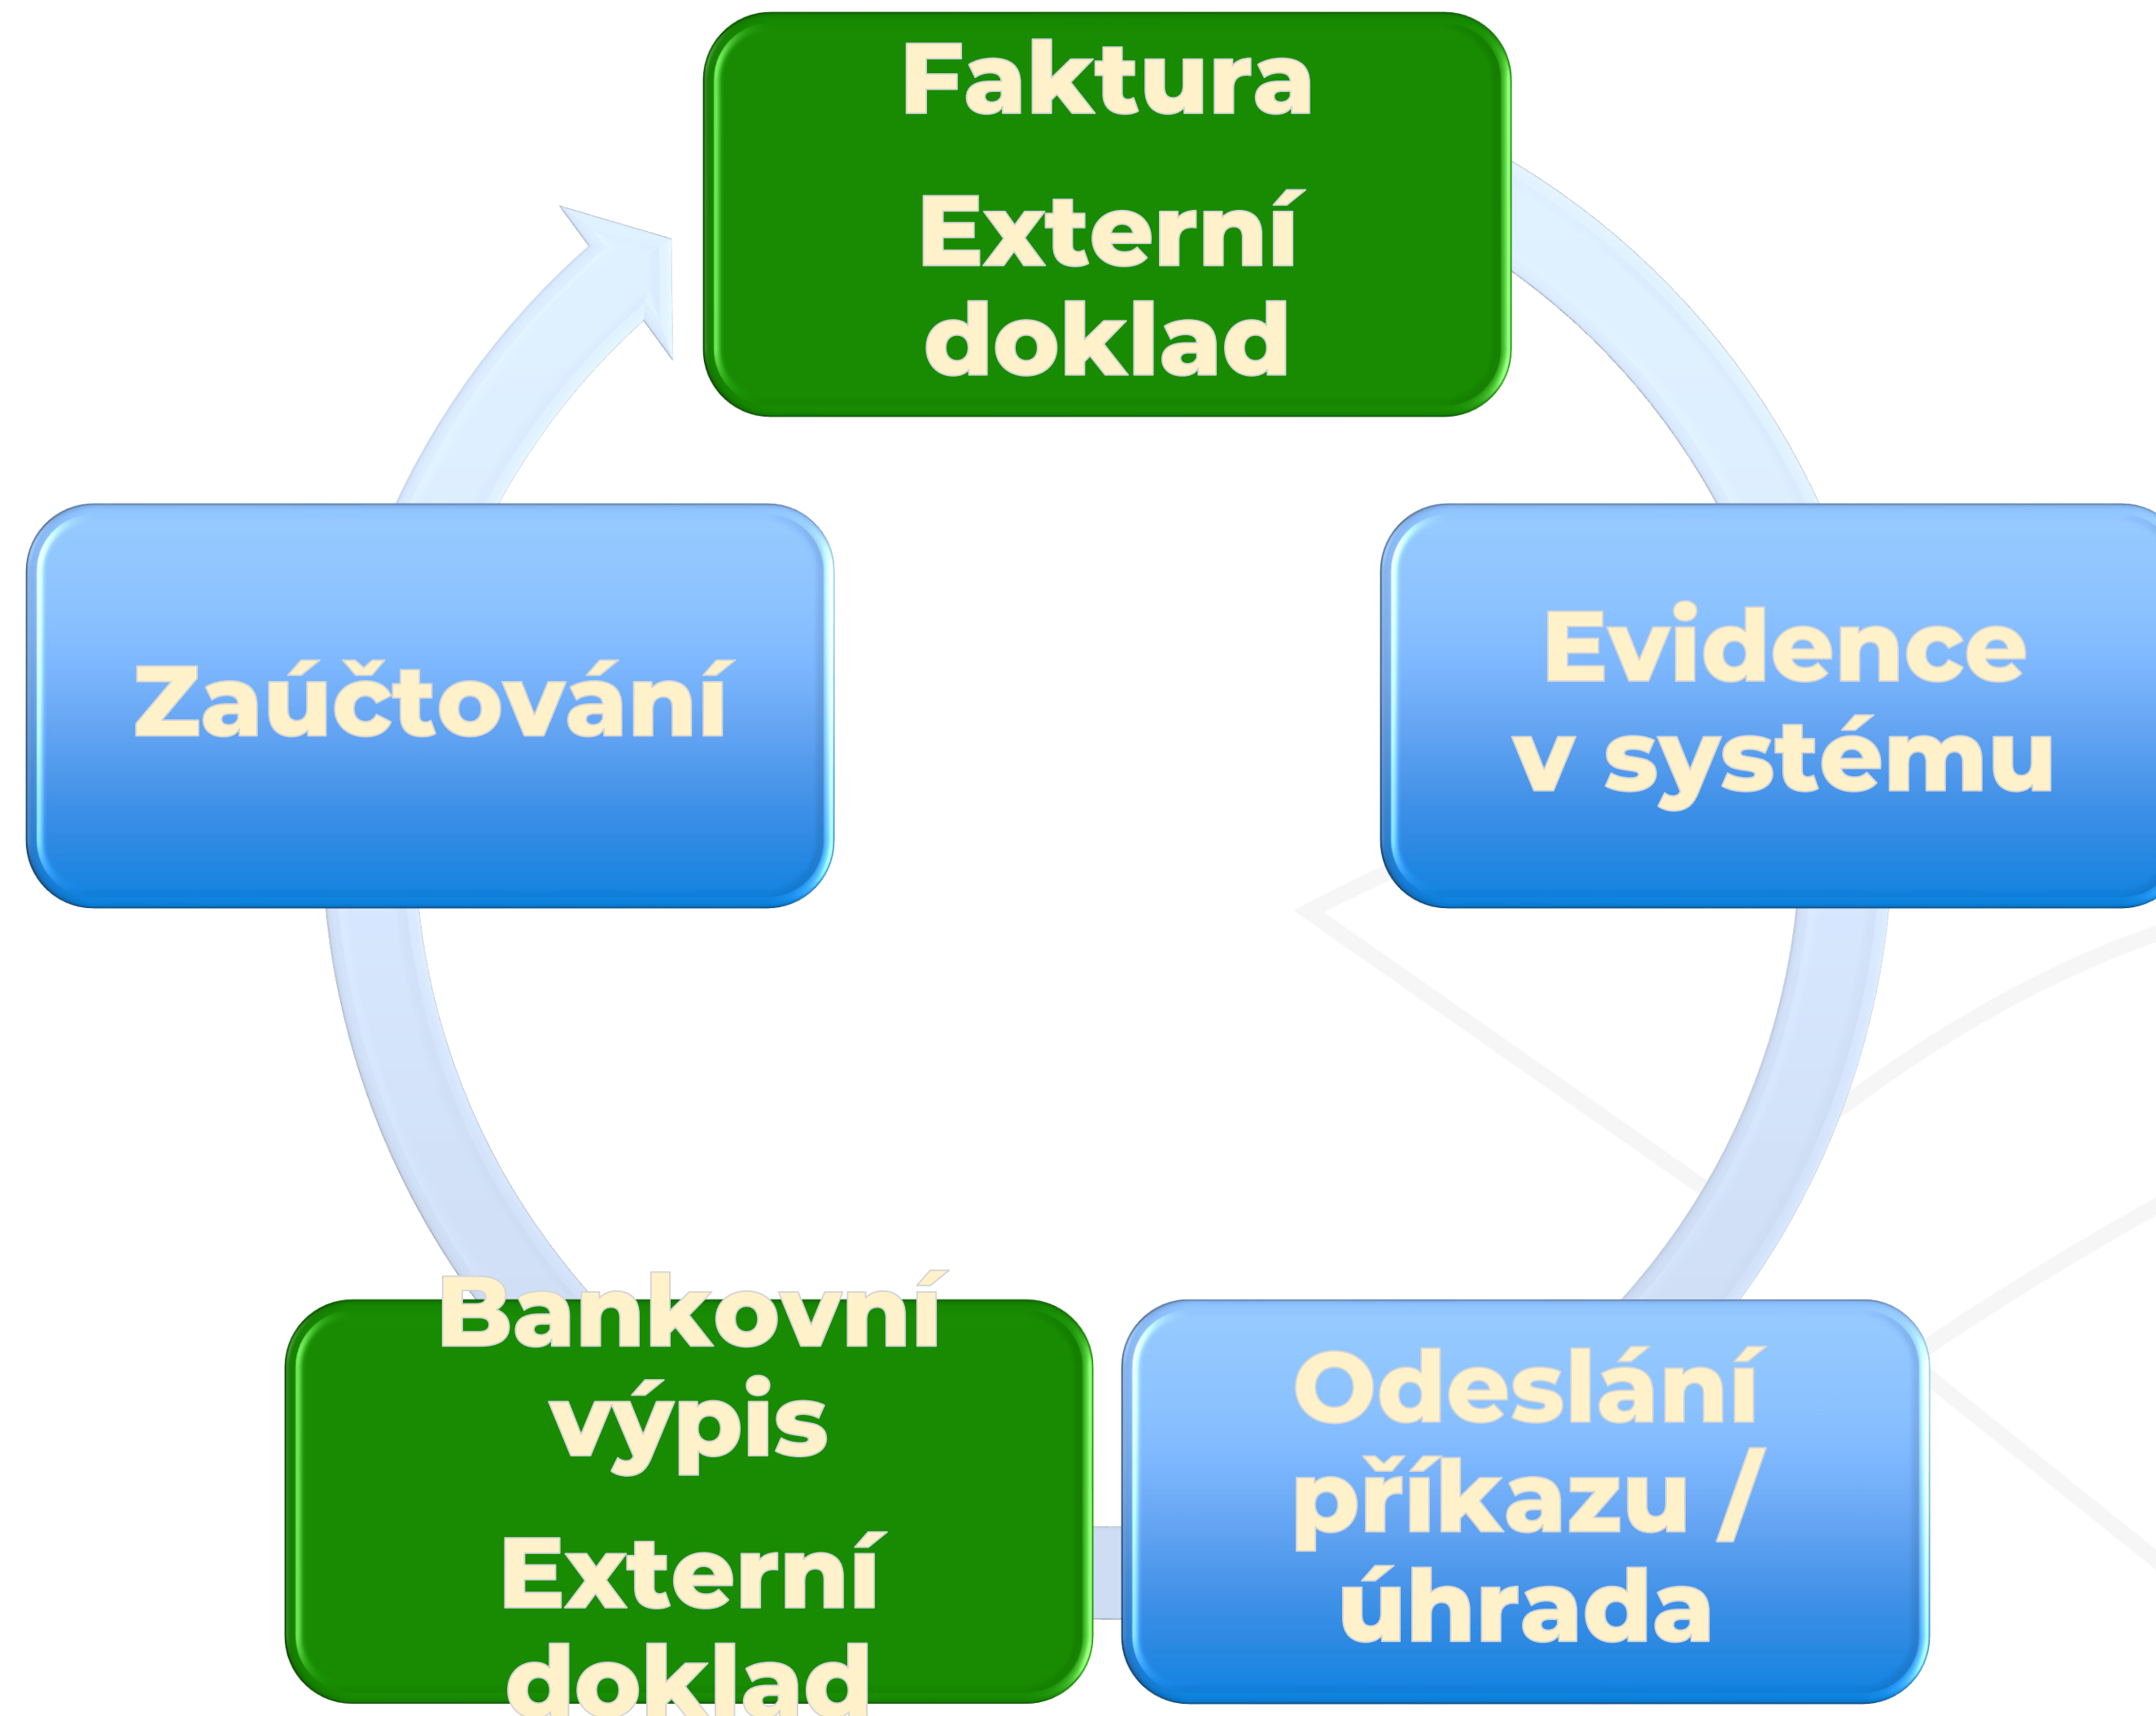 Faktura
Externí
doklad
Zaúčtování
Evidence
v systému
Bankovní
výpis
Externí
doklad
Odeslání
příkazu /
úhrada